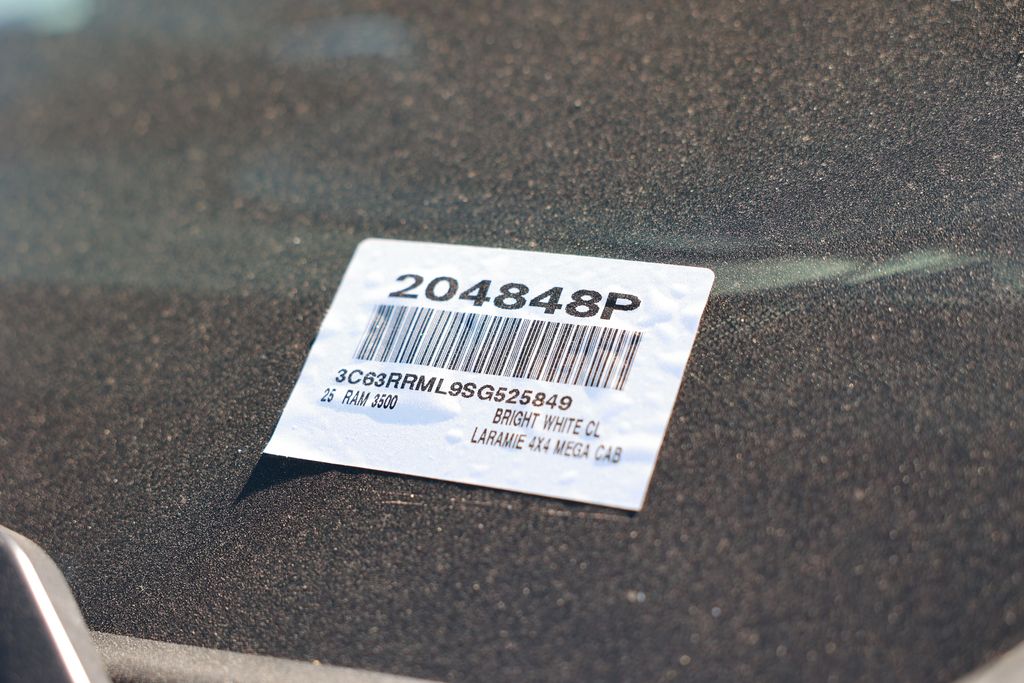 204848P
3C63RRML9SG525849
25 RAM 3500
BRIGHT WHITE CL
LARAMIE 4X4 MEGA CAB